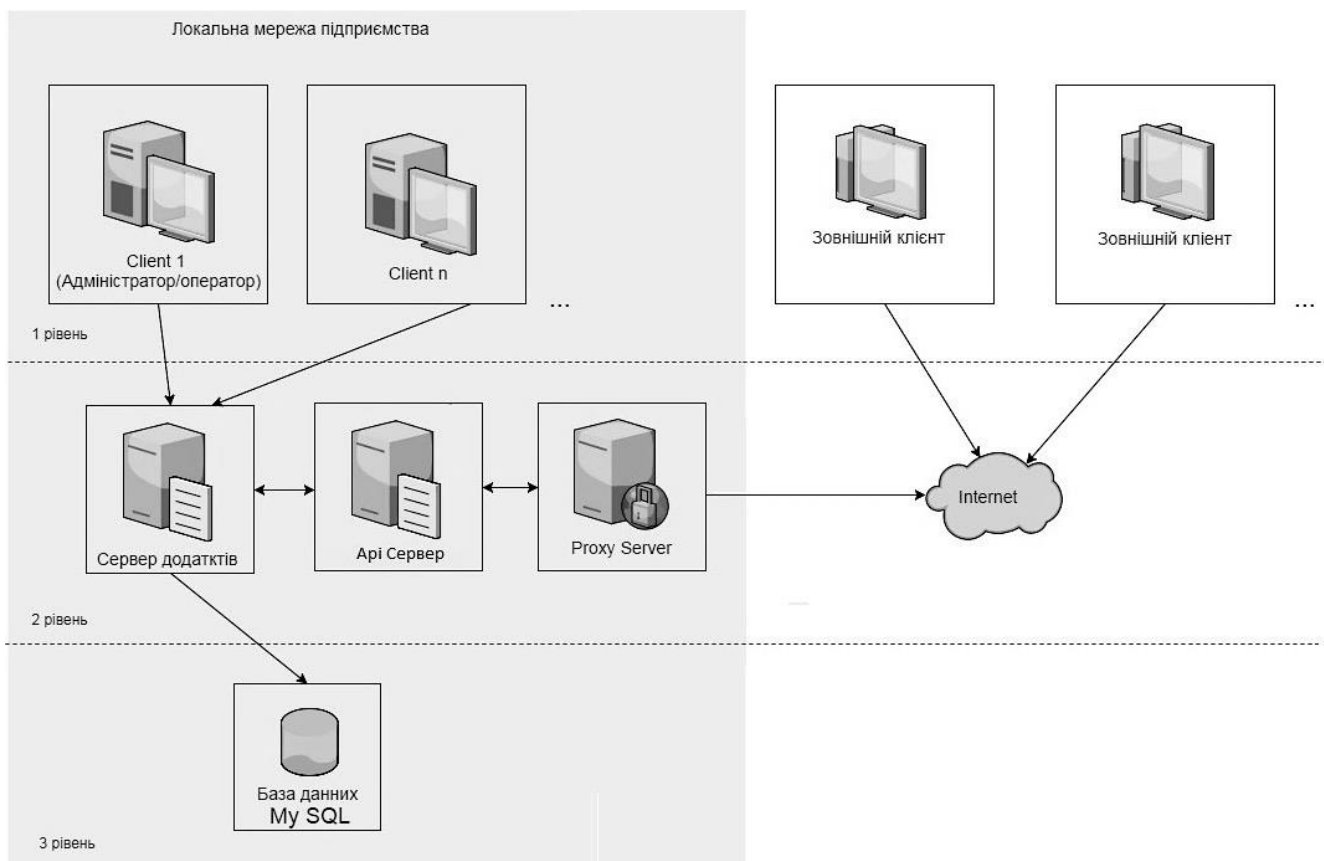 Локальна мережа підприємства
Client 1
(Адміністратор/оператор)
Client n
...
Зовнішній клієнт
Зовнішній клієнт
...
1 рівень
Сервер додатктів
Api Сервер
Proxy Server
Internet
2 рівень
База данних
My SQL
3 рівень